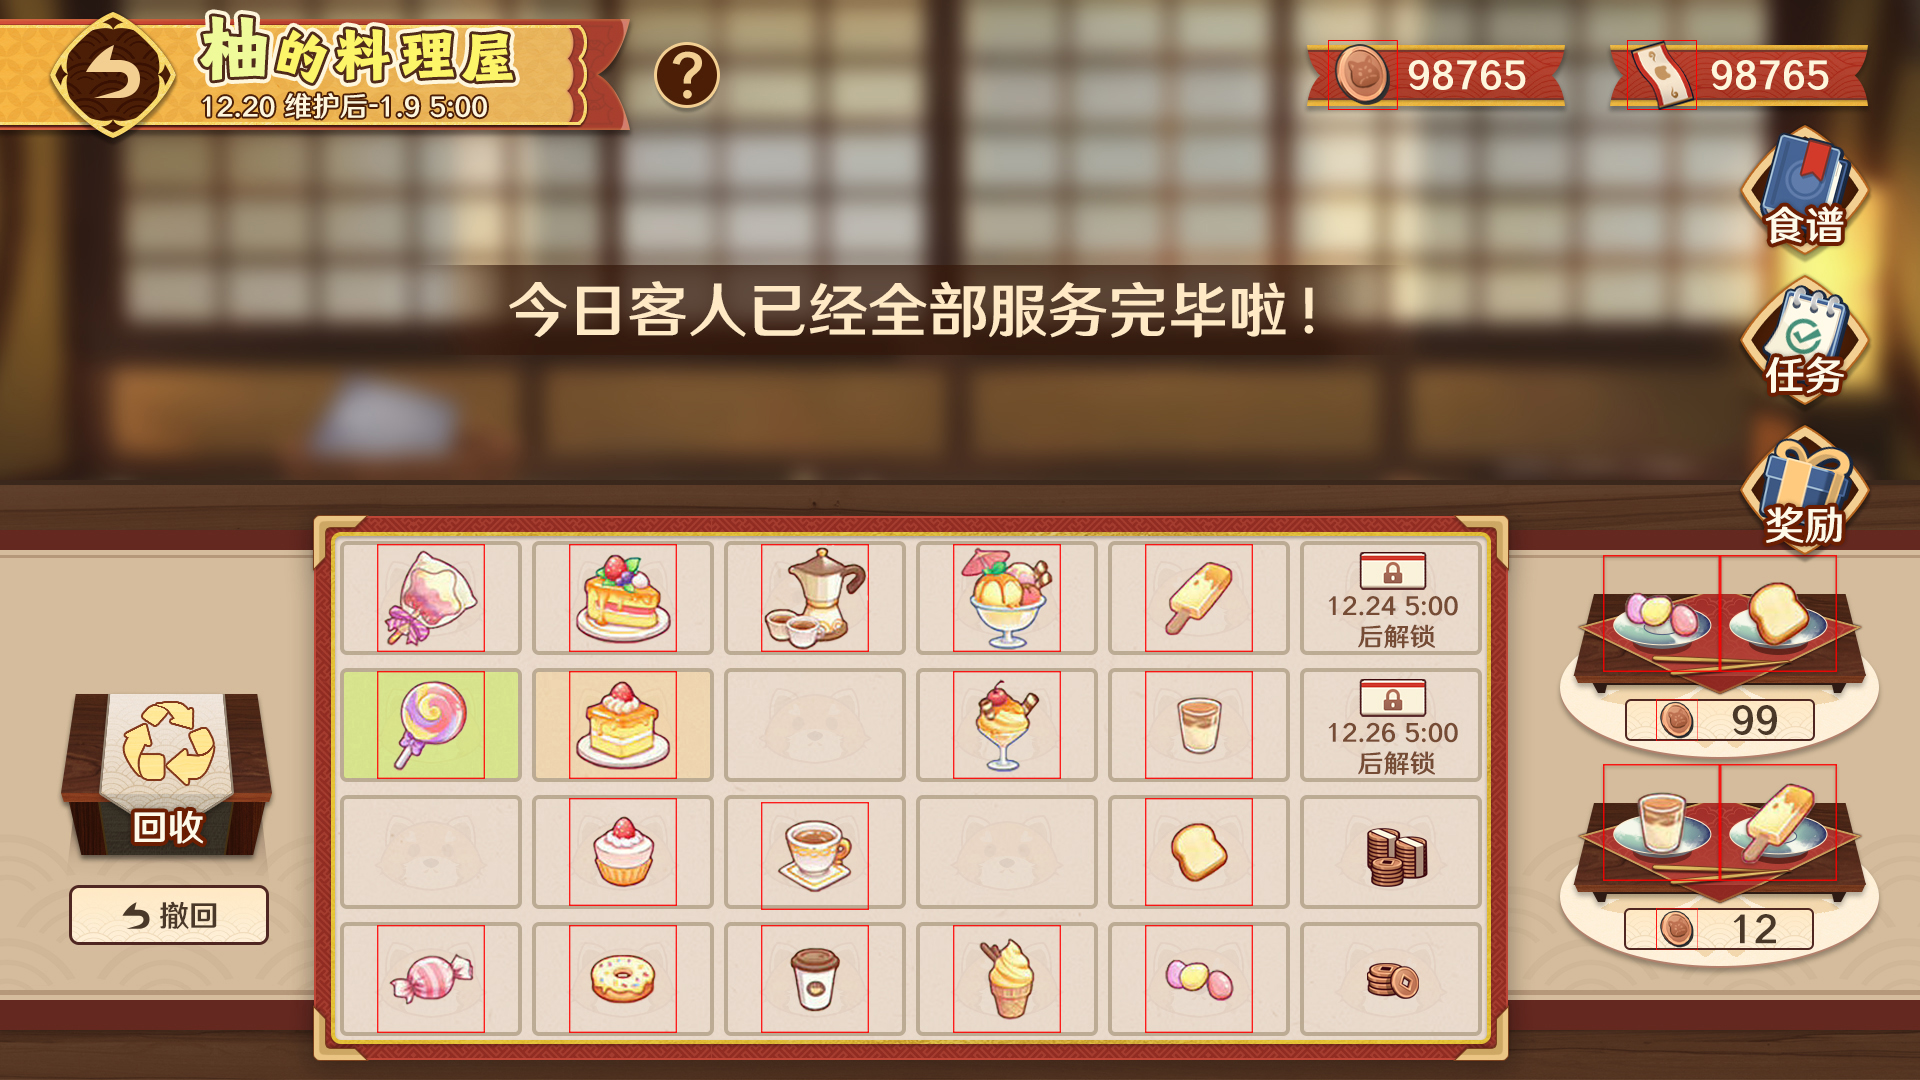 柚的料理屋
12.20 维护后-1.9 5:00
?
98765
98765
食谱
任务
奖励
今日客人已经全部服务完毕啦！
12.24 5:00
后解锁
12.26 5:00
后解锁
回收
撤回
99
12